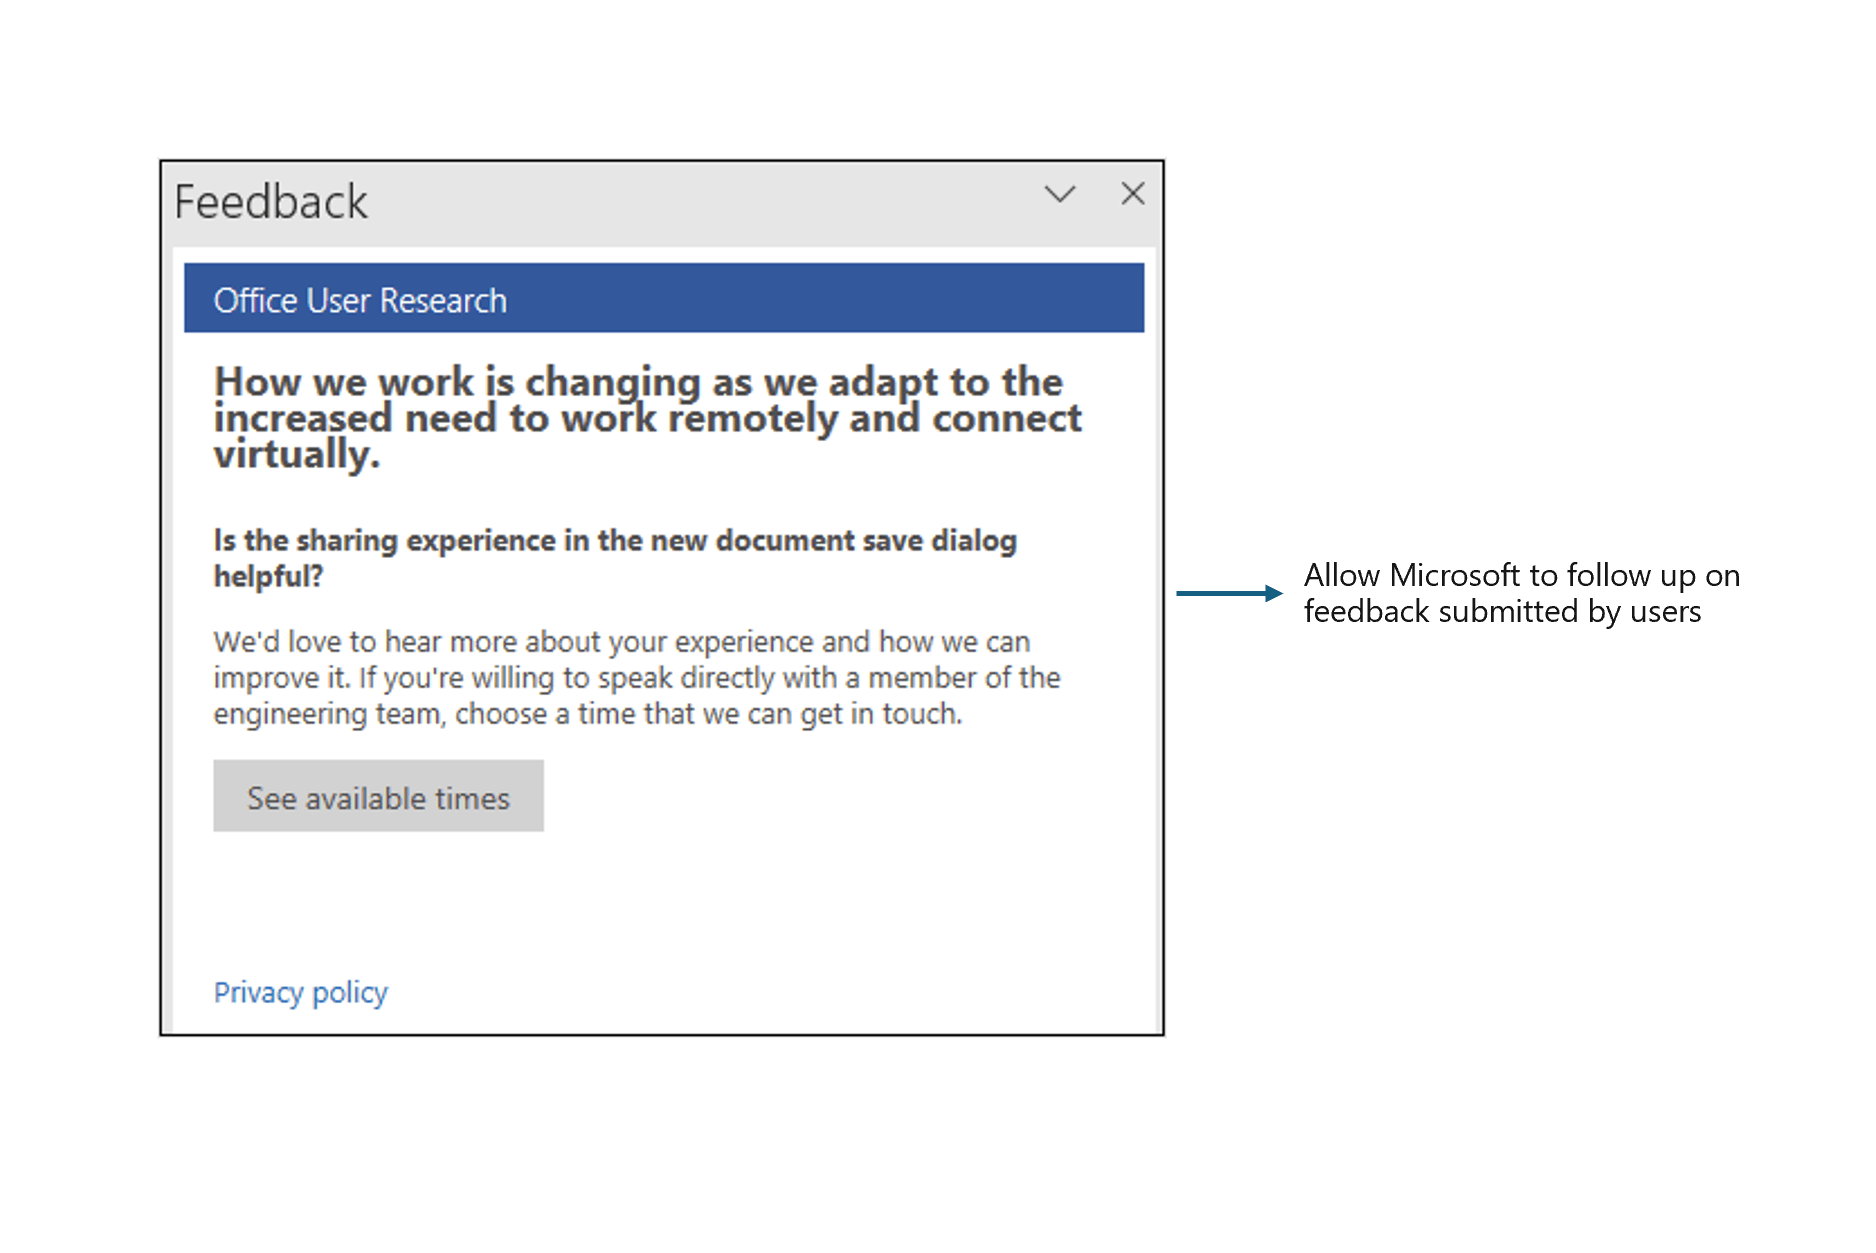 Feedback
Office User Research
How we work is changing as we adapt to the
increased need to work remotely and connect
virtually.
Is the sharing experience in the new document save dialog
helpful?
We'd love to hear more about your experience and how we can
improve it. If you're willing to speak directly with a member of the
engineering team, choose a time that we can get in touch.
See available times
Privacy policy
Allow Microsoft to follow up on
feedback submitted by users